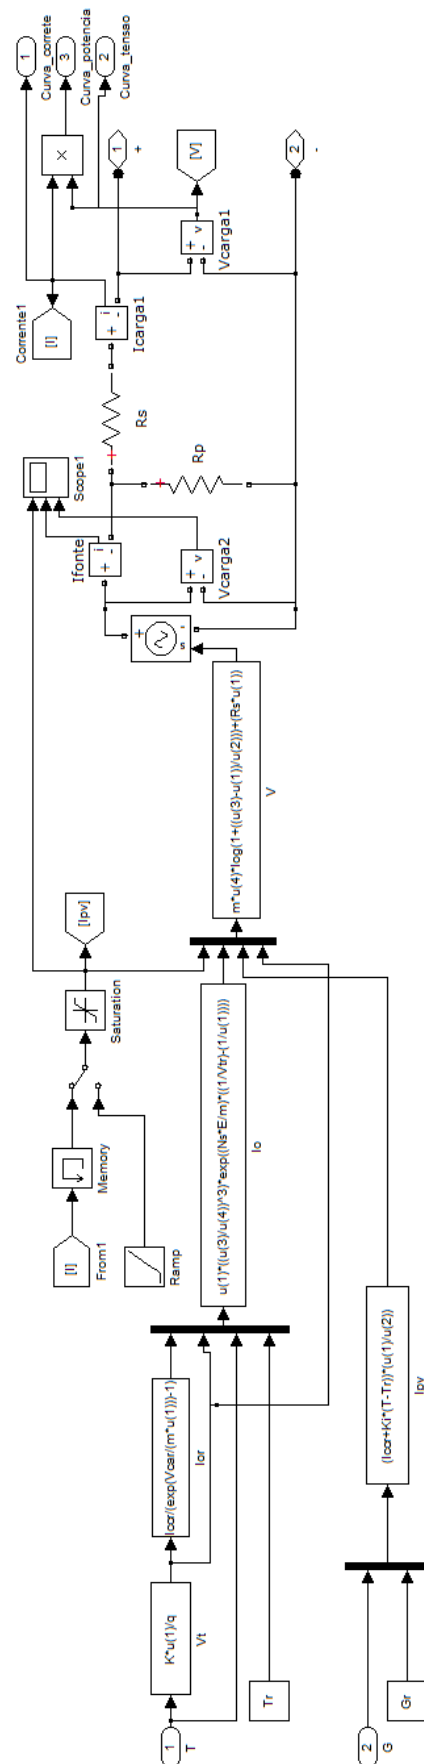 1
T
K*u(1)/q
Vt
Iccr/(exp(Vcar/(m*u(1)))-1)
Ior
Tr
2
G
Gr
(Iccr+Ki*(T-Tr))*(u(1)/u(2))
Ipv
[I]
From1
Memory
Ramp
Saturation
[Ipv]
u(1)*((u(3)/u(4))^3)*exp((Ns*E/m)*((1/Vtr)-(1/u(1))))
Io
m*u(4)*log(1+((u(3)-u(1))/u(2)))+(Rs*u(1))
V
+
-
s
Ifonte
+
-
i
Vcarga2
+
-
v
Scope1
Rp
Rs
Corrente1
[I]
Icarga1
+
-
i
Vcarga1
+
-
v
[V]
×
1
Curva_correte
3
Curva_potencia
2
Curva_tensao
1
+
2
-